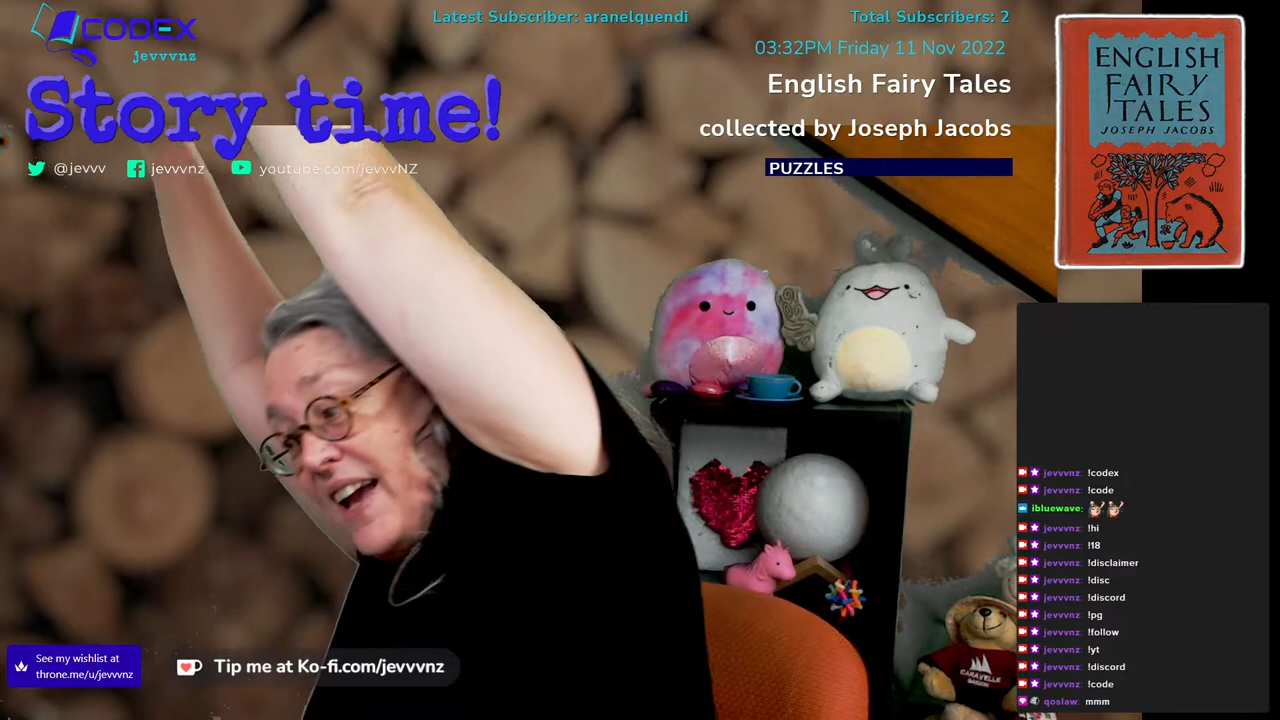 CODEX
jevvvnz
Story time!
@jevvv
jevvvnz
youtube.com/jevvvNZ
Latest Subscriber: aranelquendi
Total Subscribers: 2
03:32PM Friday 11 Nov 2022
English Fairy Tales
collected by Joseph Jacobs
PUZZLES
ENGLISH
FAIRY
TALES
JOSEPH JACOBS
jevvvnz: !codex
jevvvnz: !code
ibluewave:
jevvvnz: !hi
jevvvnz: !18
jevvvnz: !disclaimer
jevvvnz: !disc
jevvvnz: !discord
jevvvnz: !pg
jevvvnz: !follow
jevvvnz: !yt
jevvvnz: !discord
jevvvnz: !code
qoslaw: mmm
CARAVELLE
SAIGON
See my wishlist at
throne.me/u/jevvvnz
Tip me at Ko-fi.com/jevvvnz